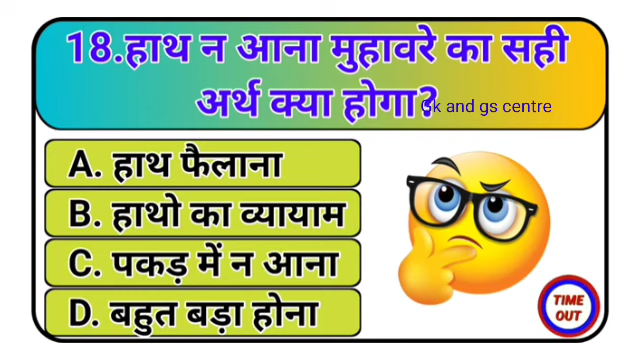 18.हाथ न आना मुहावरे का सही
अर्थ क्या होगा?
Gk and gs centre
A. हाथ फैलाना
B. हाथो का व्यायाम
C. पकड़ में न आना
D. बहुत बड़ा होना
TIME
OUT